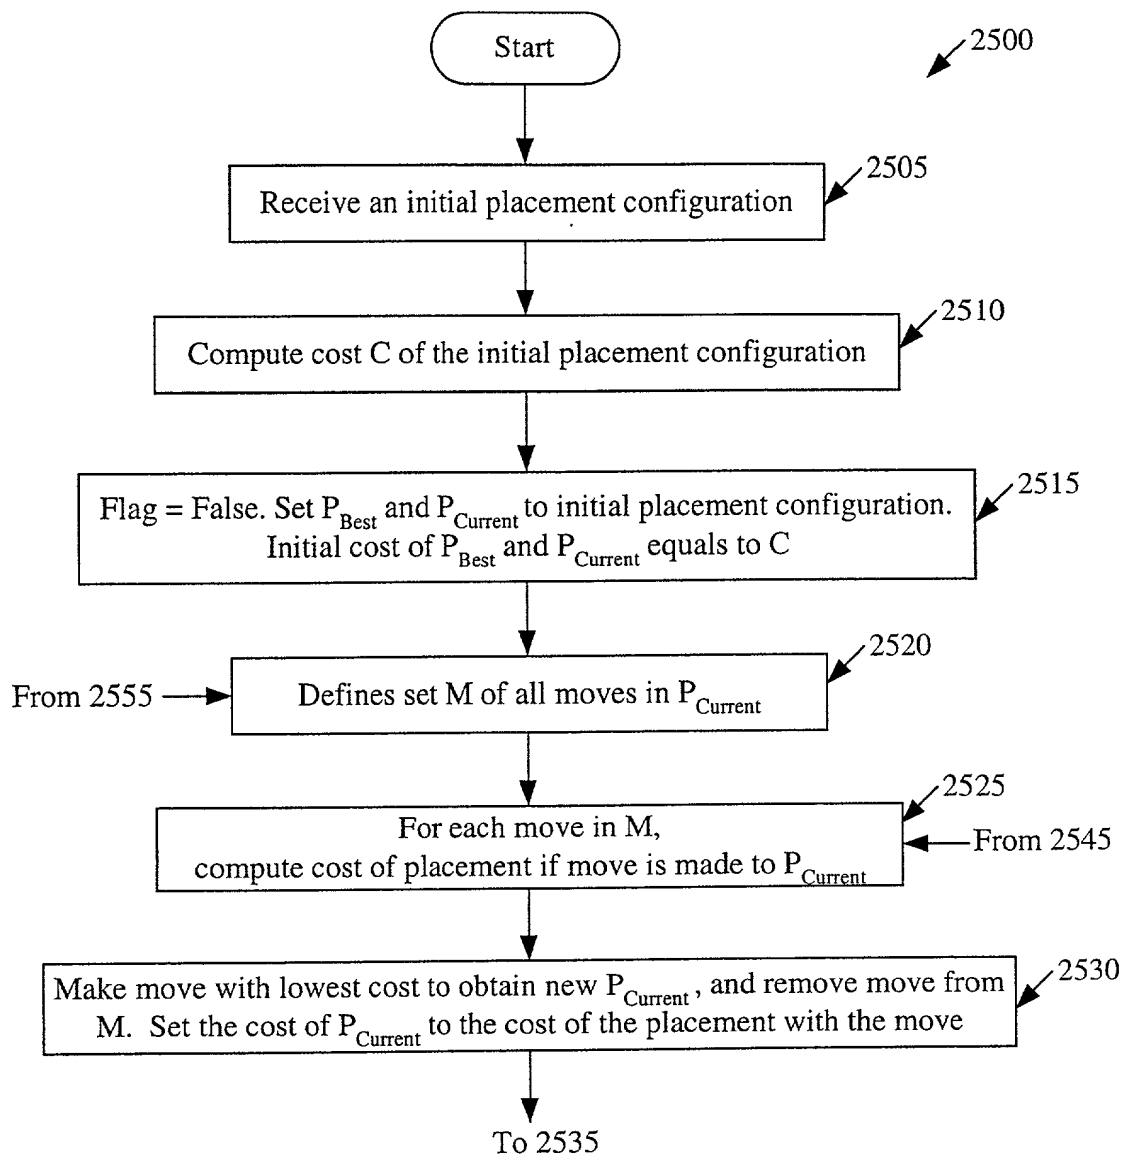 Start
2500
2505
Receive an initial placement configuration
2510
Compute cost C of the initial placement configuration
2515
Flag = False. Set P_Best and P_Current to initial placement configuration.
Initial cost of P_Best and P_Current equals to C
2520
From 2555
Defines set M of all moves in P_Current
2525
For each move in M,
From 2545
compute cost of placement if move is made to P_Current
2530
Make move with lowest cost to obtain new P_Current, and remove move from
M. Set the cost of P_Current to the cost of the placement with the move
To 2535